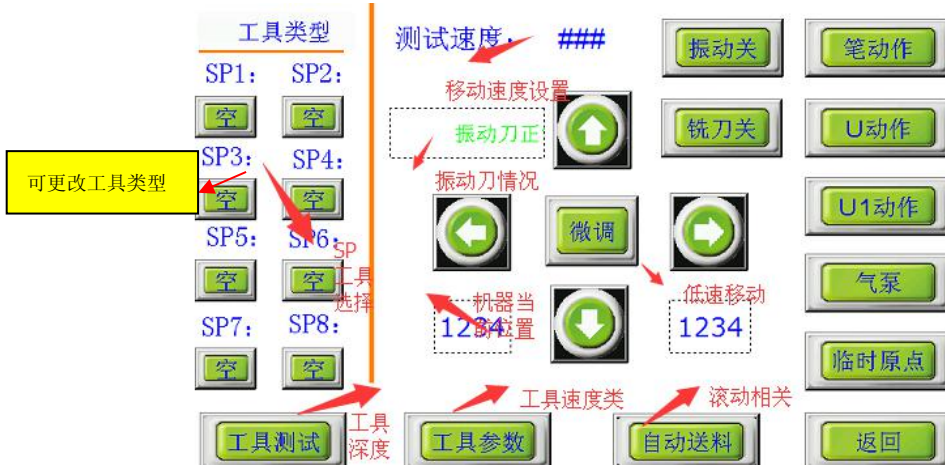 工具类型
测试速度: ###
振动关
笔动作
SP1:
SP2:
移动速度设置
空
空
振动刀正
铣刀关
U动作
SP3:
SP4:
可更改工具类型
空
空
振动刀情况
U1动作
SP5:
SP6:
微调
SP
工具
选择
空
空
气泵
低速移动
机器当
前位置
1234
1234
SP7:
SP8:
空
空
临时原点
工具速度类
滚动相关
工具
深度
工具测试
工具参数
自动送料
返回